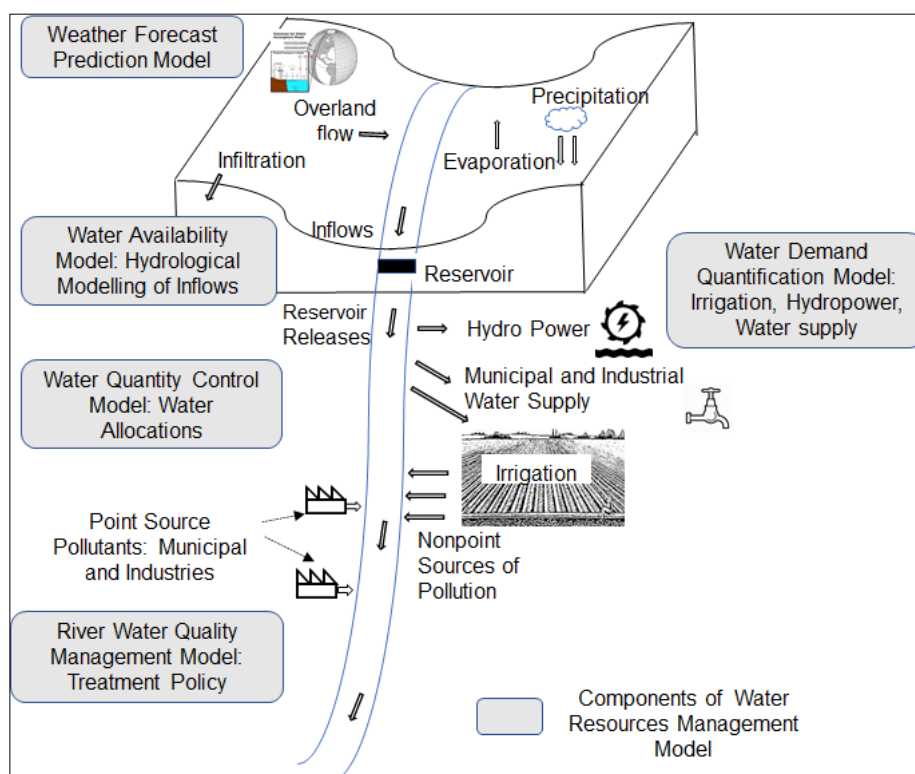 Weather Forecast
Prediction Model
Precipitation
Overland
flow
Evaporation
Infiltration
Inflows
Water Availability
Model: Hydrological
Modelling of Inflows
Reservoir
Water Demand
Quantification Model:
Irrigation, Hydropower,
Water supply
Reservoir
Releases
Hydro Power
Water Quantity Control
Model: Water
Allocations
Municipal and Industrial
Water Supply
Irrigation
Point Source
Pollutants: Municipal
and Industries
Nonpoint
Sources of
Pollution
River Water Quality
Management Model:
Treatment Policy
Components of Water
Resources Management
Model